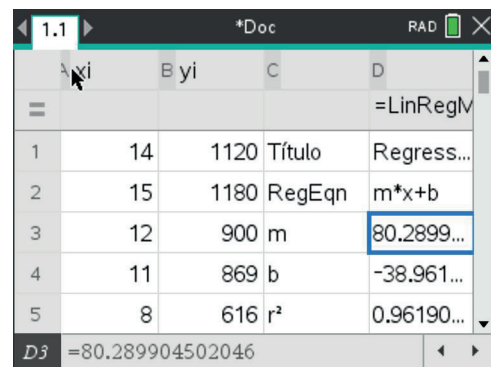 1.1 *Doc RAD
A xi B yi C D
= =LinRegM
1 14 1120 Título Regress...
2 15 1180 RegEqn m*x+b
3 12 900 m 80.2899...
4 11 869 b -38.961...
5 8 616 r² 0.96190...
D3 =80.289904502046